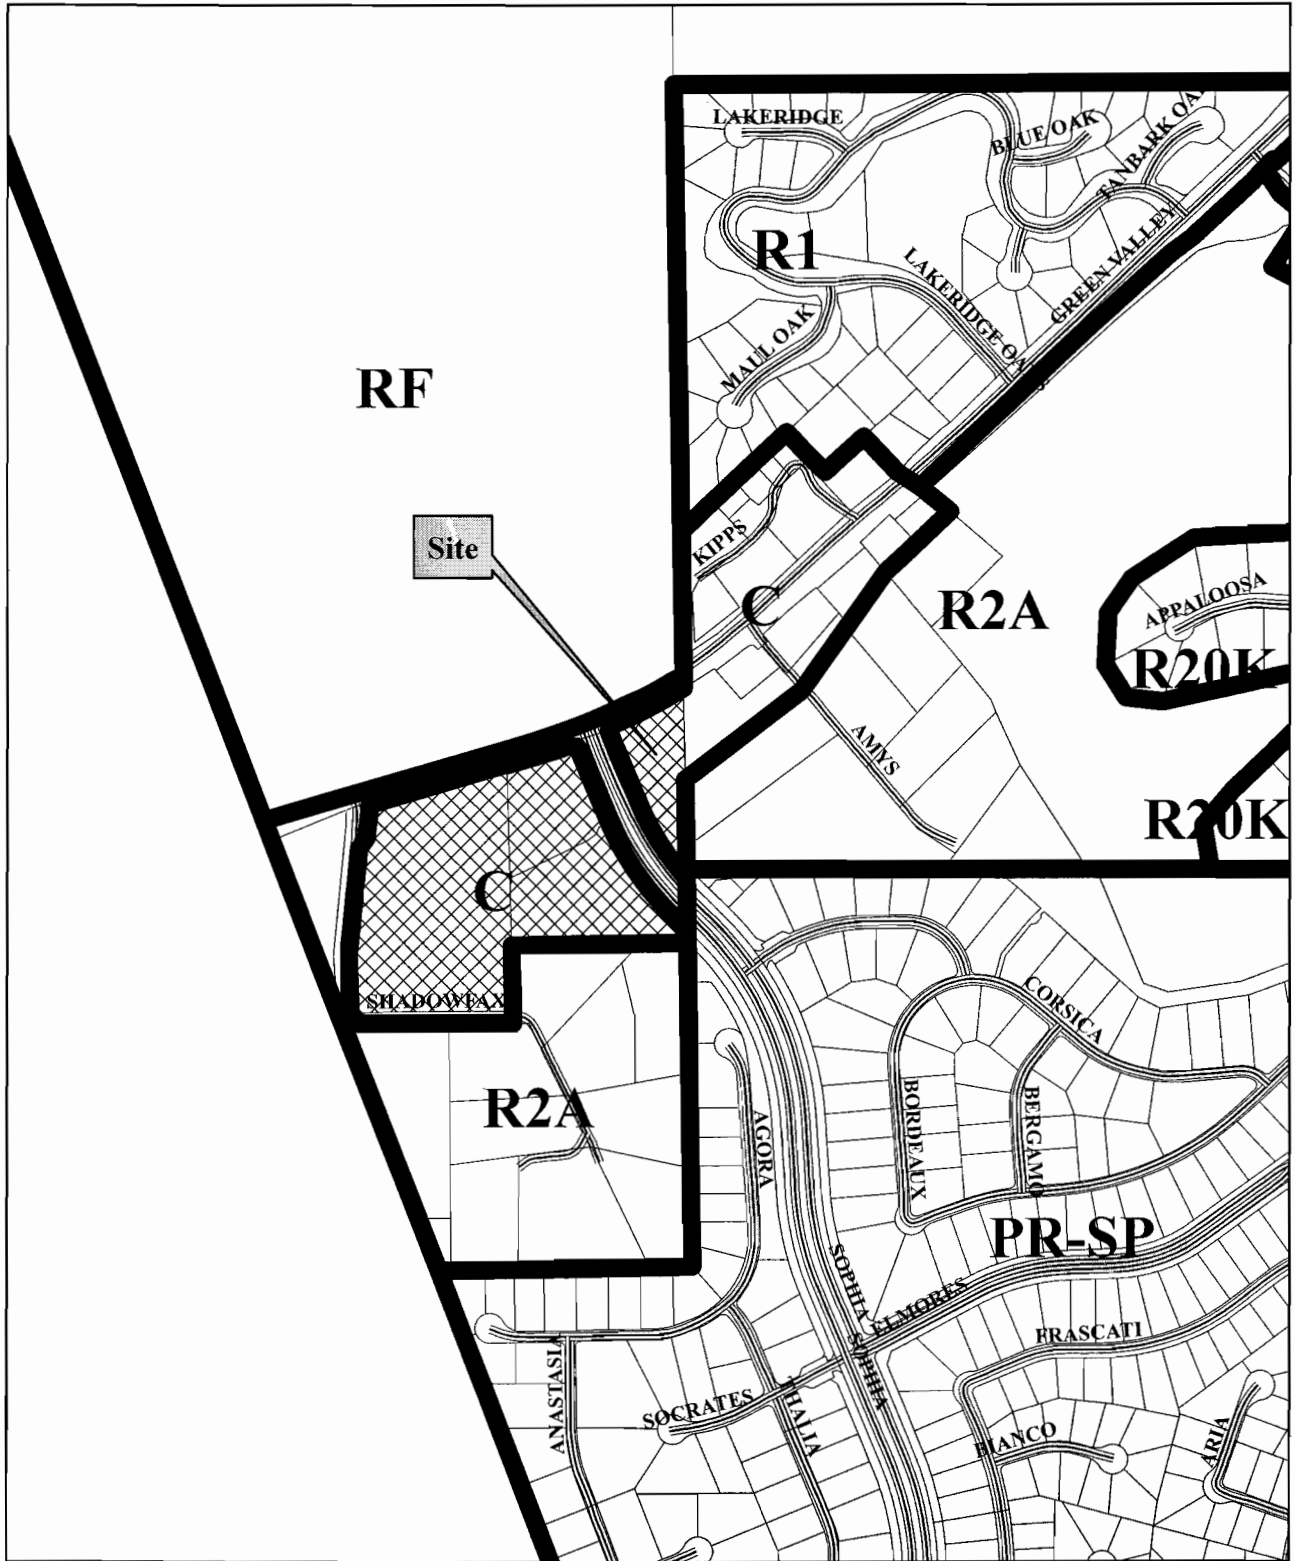 LAKERIDGE
BLUE OAK
TANBARK OA
R1
LAKERIDGE OAKS
GREEN VALLEY
MAUL OAK
RF
Site
KIPPS
C
R2A
APPALOOSA
R20K
AMYS
R20K
C
SHADOWFAX
CORSICA
R2A
AGORA
BORDEAUX
BERGAMO
PR-SP
SOPHIA
ELMORES
FRASCATI
SOPHIA
ANASTASIA
SOCRATES
THALIA
BIANCO
ARIA